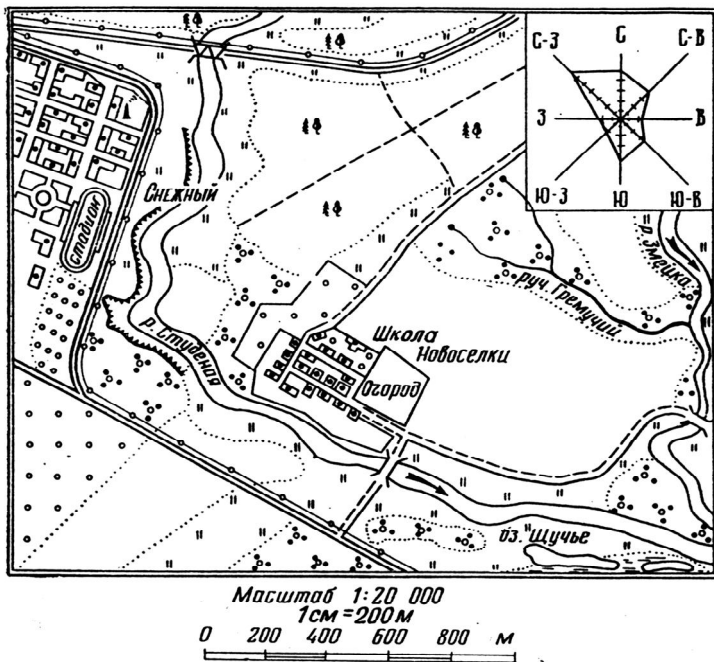 С-З
С
С-В
З
В
Ю-З
Ю
Ю-В
СНЕЖНЫЙ
стадион
р. Змейка
руч Гремучий
р. Студеная
Школа
Новоселки
Огород
оз. Щучье
Масштаб 1:20 000
1см = 200 м
0 200 400 600 800 м